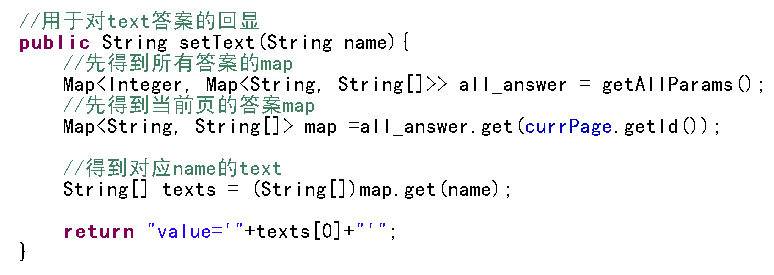 //用于对text答案的回显
public String setText(String name){
//先得到所有答案的map
Map<Integer, Map<String, String[]>> all_answer = getAllParams();
//先得到当前页的答案map
Map<String, String[]> map =all_answer.get(currPage.getId());
//得到对应name的text
String[] texts = (String[])map.get(name);
return "value='"+texts[0]+"'";
}